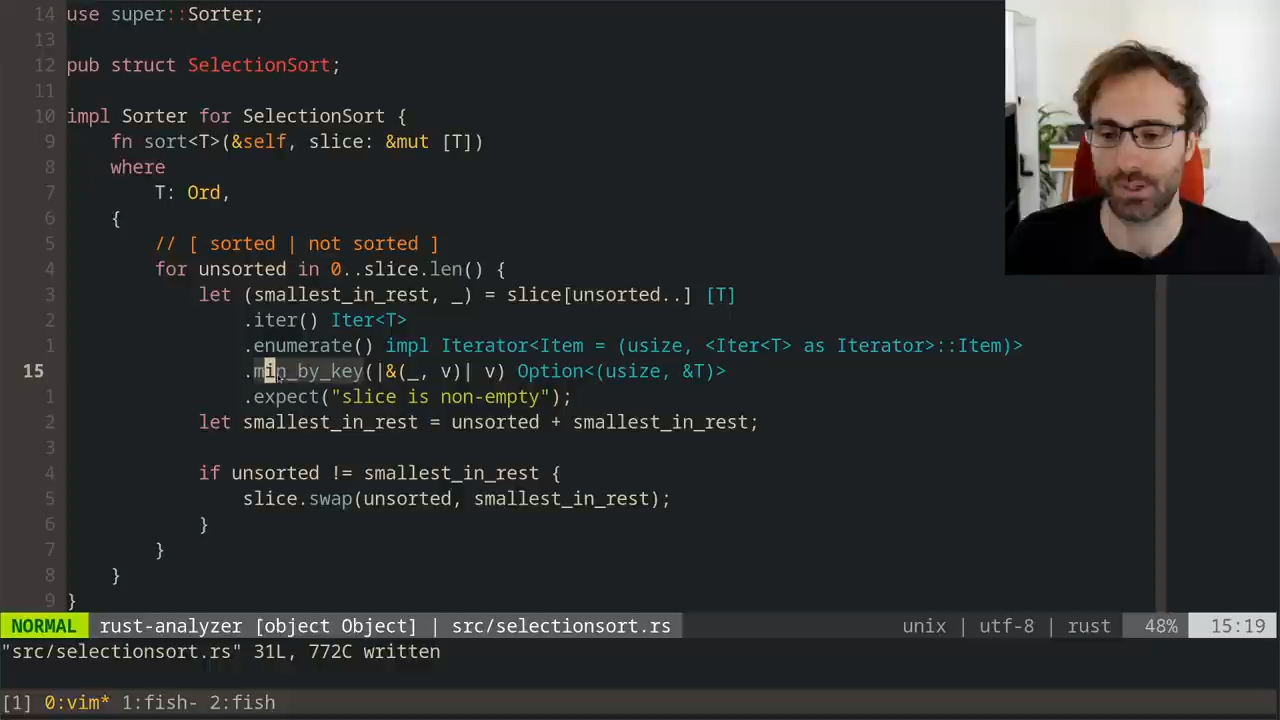 14 use super::Sorter;
13
12 pub struct SelectionSort;
11
10 impl Sorter for SelectionSort {
9 fn sort<T>(&self, slice: &mut [T])
8 where
7 T: Ord,
6 {
5 // [ sorted | not sorted ]
4 for unsorted in 0..slice.len() {
3 let (smallest_in_rest, _) = slice[unsorted..] [T]
2 .iter() Iter<T>
1 .enumerate() impl Iterator<Item = (usize, <Iter<T> as Iterator>::Item)>
15 .min_by_key(|&(_, v)| v) Option<(usize, &T)>
1 .expect("slice is non-empty");
2 let smallest_in_rest = unsorted + smallest_in_rest;
3
4 if unsorted != smallest_in_rest {
5 slice.swap(unsorted, smallest_in_rest);
6 }
7 }
8 }
9 }
NORMAL rust-analyzer [object Object] | src/selectionsort.rs unix | utf-8 | rust 48% 15:19
"src/selectionsort.rs" 31L, 772C written
[1] 0:vim* 1:fish- 2:fish